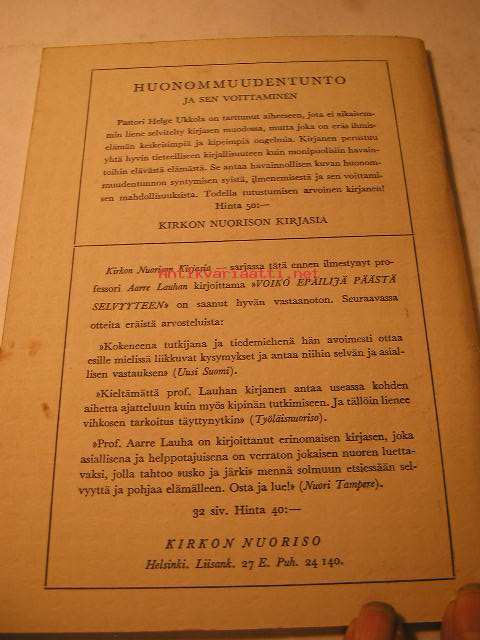 HUONOMMUUDENTUNTO
JA SEN VOITTAMINEN
Pastori Helge Ukkola on tarttunut aiheeseen, jota ei aikaisem-
min liene selvitelty kirjasen muodossa, mutta joka on eräs ihmis-
elämän keskeisimpiä ja kipeimpiä ongelmia. Kirjanen perustuu
yhtä hyvin tieteelliseen kirjallisuuteen kuin monipuolisiin havain-
toihin elävästä elämästä. Se antaa havainnollisen kuvan huonom-
muudentunnon syntymisen syistä, ilmenemisestä ja sen voittami-
sen mahdollisuuksista. Todella tutustumisen arvoinen kirjanen!
Hinta 50:—
KIRKON NUORISON KIRJASIA
Kirkon Nuorison Kirjasia — sarjassa tätä ennen ilmestynyt pro-
fessori Aarre Lauhan kirjoittama »VOIKO EPÄILIJÄ PÄÄSTÄ
SELVYYTEEN» on saanut hyvän vastaanoton. Seuraavassa
otteita eräistä arvosteluista:
»Kokeneena tutkijana ja tiedemiehenä hän avoimesti ottaa
esille mielissä liikkuvat kysymykset ja antaa niihin selvän ja asial-
lisen vastauksen» (Uusi Suomi).
»Kieltämättä prof. Lauhan kirjanen antaa useassa kohden
aihetta ajatteluun kuin myös kipinän tutkimiseen. Ja tällöin lienee
vihkosen tarkoitus täyttynytkin» (Työläisnuoriso).
»Prof. Aarre Lauha on kirjoittanut erinomaisen kirjasen, joka
asiallisena ja helppotajuisena on verraton jokaisen nuoren luetta-
vaksi, jolla tahtoo »usko ja järki» mennä solmuun etsiessään sel-
vyyttä ja pohjaa elämälleen. Osta ja lue!» (Nuori Tampere).
32 siv. Hinta 40:—
KIRKON NUORISO
Helsinki. Liisank. 27 E. Puh. 24 140.
Antikvariaatti.net